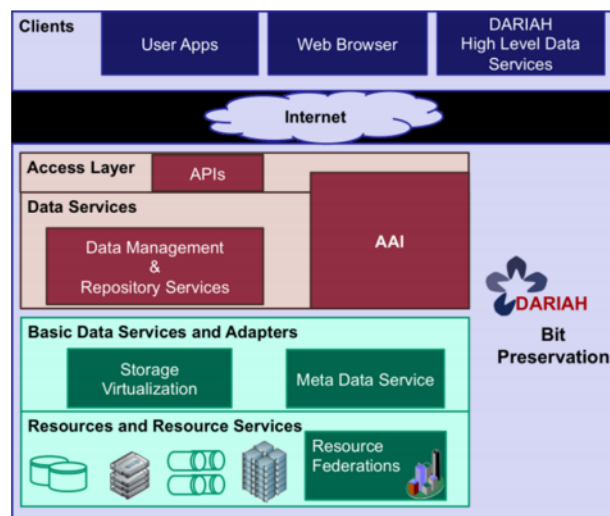 Clients
User Apps
Web Browser
DARIAH
High Level Data
Services
Internet
Access Layer
APIs
Data Services
AAI
Data Management
&
Repository Services
DARIAH
Bit
Preservation
Basic Data Services and Adapters
Storage
Virtualization
Meta Data Service
Resources and Resource Services
Resource
Federations